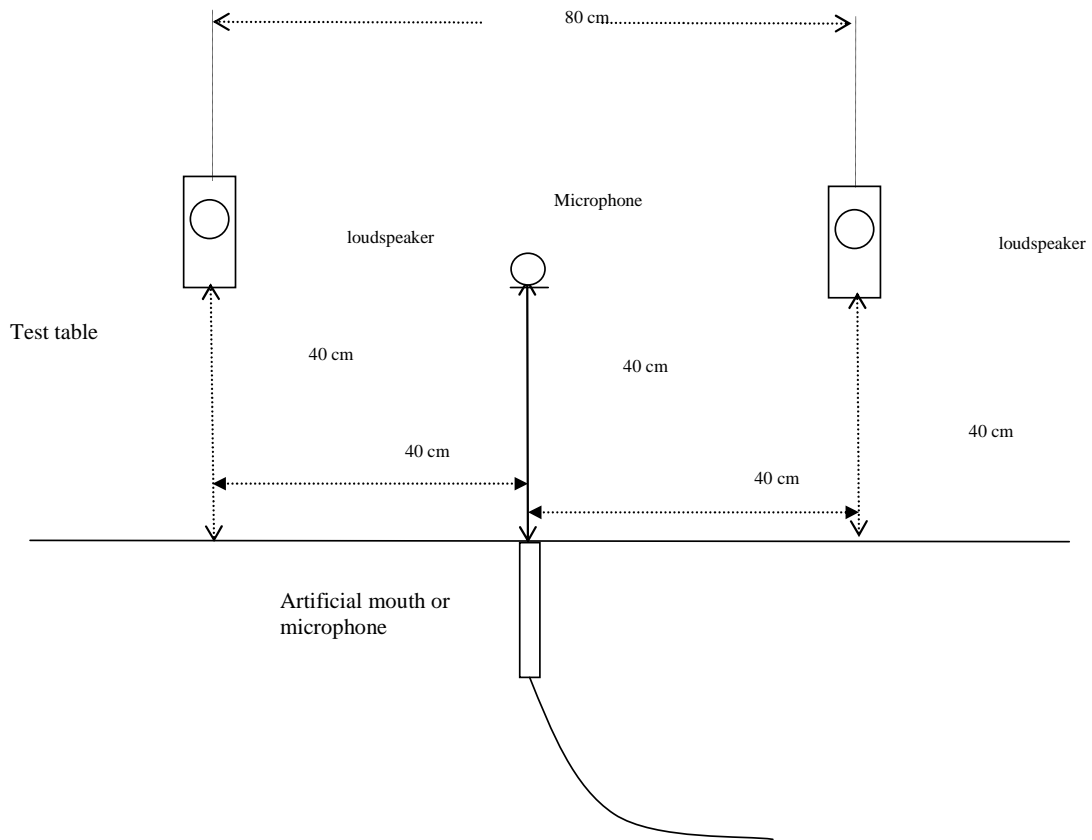 80 cm
Microphone
loudspeaker
loudspeaker
Test table
40 cm
40 cm
40 cm
40 cm
40 cm
Artificial mouth or
microphone